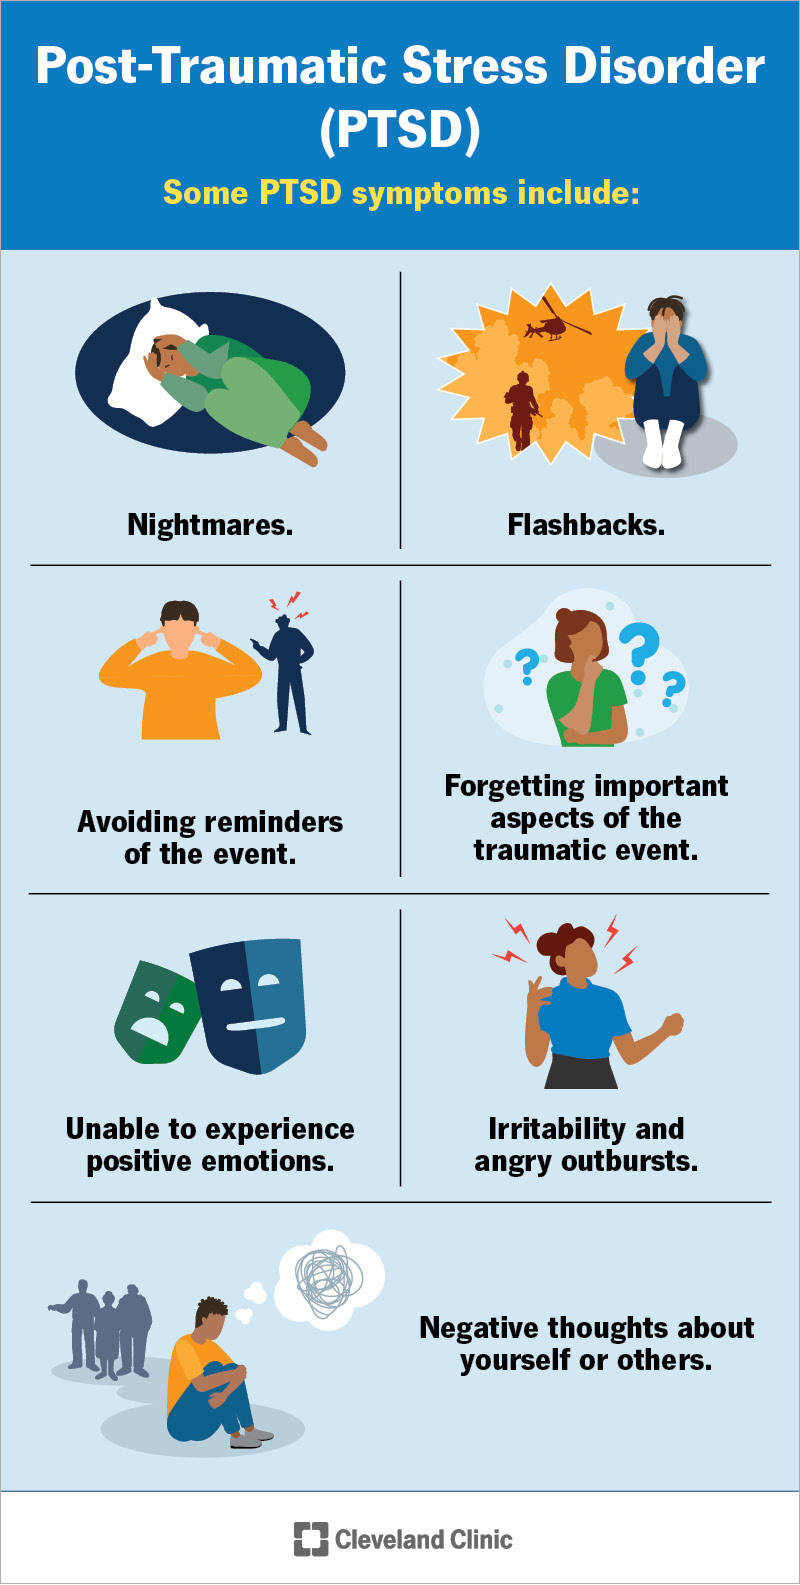 Post-Traumatic Stress Disorder
(PTSD)
Some PTSD symptoms include:
Nightmares.
Flashbacks.
Avoiding reminders
of the event.
Forgetting important
aspects of the
traumatic event.
Unable to experience
positive emotions.
Irritability and
angry outbursts.
Negative thoughts about
yourself or others.
Cleveland Clinic